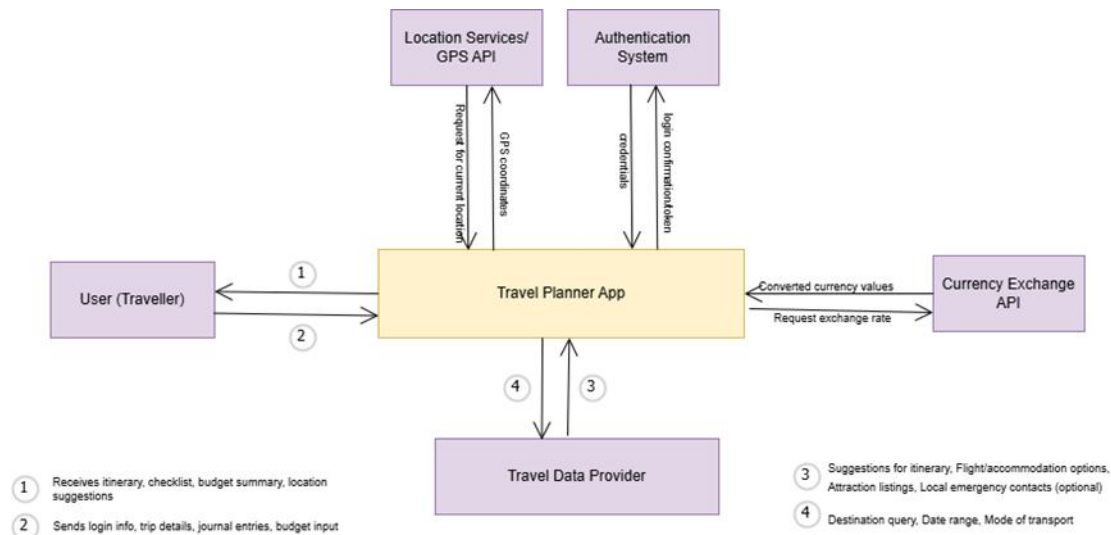 Location Services/
GPS API
Authentication
System
Request for current location
GPS coordinates
credentials
login confirmation/token
User (Traveller)
1
2
Travel Planner App
Converted currency values
Request exchange rate
Currency Exchange
API
4
3
Travel Data Provider
1
Receives itinerary, checklist, budget summary, location
suggestions
2
Sends login info, trip details, journal entries, budget input
3
Suggestions for itinerary, Flight/accommodation options,
Attraction listings, Local emergency contacts (optional)
4
Destination query, Date range, Mode of transport